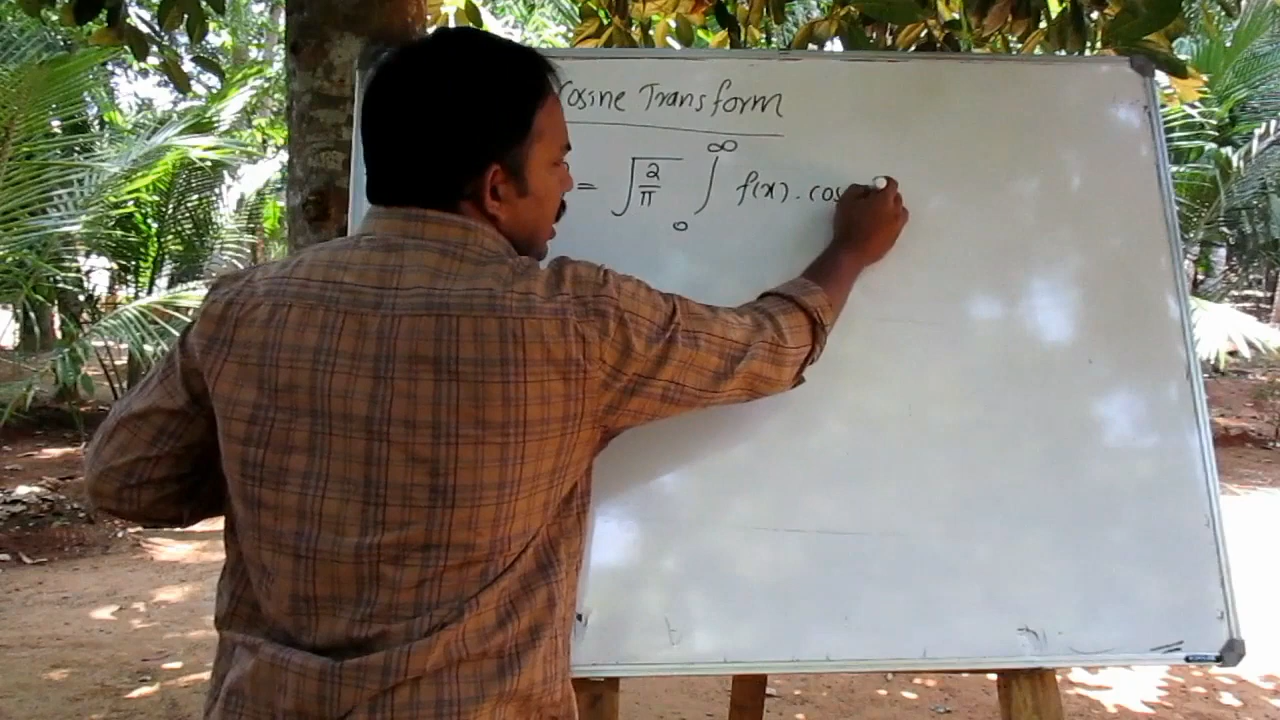 Cosine Transform
= √2/π ∫₀^∞ f(x). cos